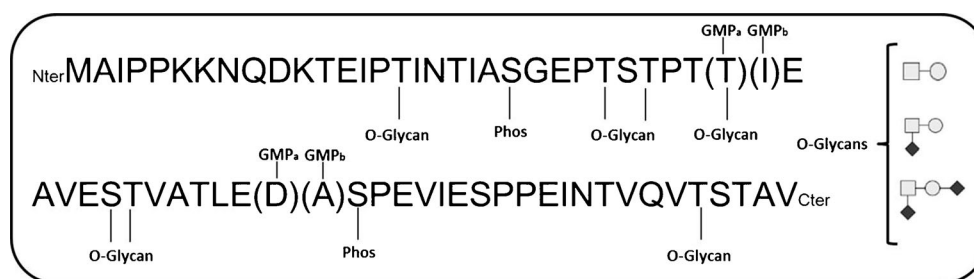 GMPa GMPb
NterMAIPPKKNQDKTEIPTINTIASGEPTSTPT(T)(I)E
O-Glycan Phos O-Glycan O-Glycan
O-Glycans
GMPa GMPb
AVESTVATLE(D)(A)SPEVIESPPEINTVQVTSTAVCter
O-Glycan Phos O-Glycan